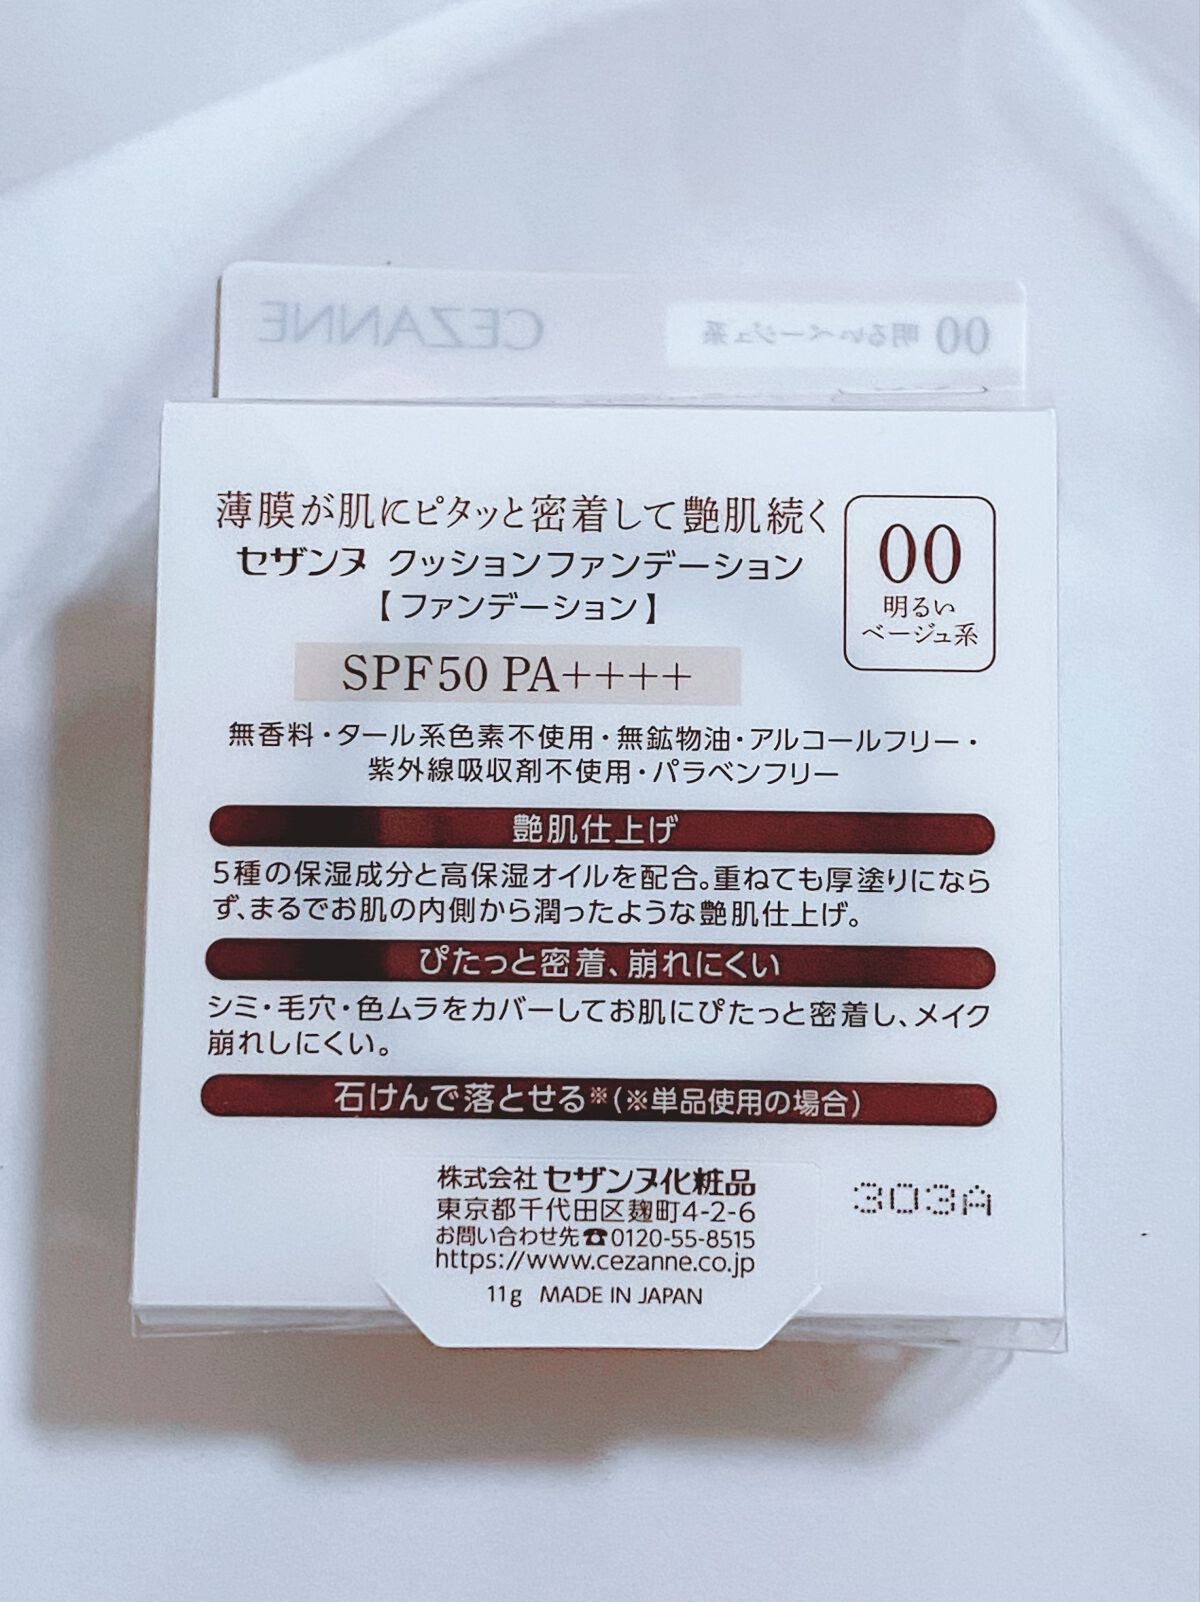 CEZANNE 00 明るいベージュ系
薄膜が肌にピタッと密着して艶肌続く
セザンヌ クッションファンデーション
【ファンデーション】
00
明るい
ベージュ系
SPF50 PA++++
無香料・タール系色素不使用・無鉱物油・アルコールフリー・
紫外線吸収剤不使用・パラベンフリー
艶肌仕上げ
5種の保湿成分と高保湿オイルを配合。重ねても厚塗りになら
ず、まるでお肌の内側から潤ったような艶肌仕上げ。
ぴたっと密着、崩れにくい
シミ・毛穴・色ムラをカバーしてお肌にぴたっと密着し、メイク
崩れしにくい。
石けんで落とせる※(※単品使用の場合)
株式会社 セザンヌ化粧品
東京都千代田区麹町4-2-6
お問い合わせ先☎0120-55-8515
https://www.cezanne.co.jp
11g MADE IN JAPAN
303A